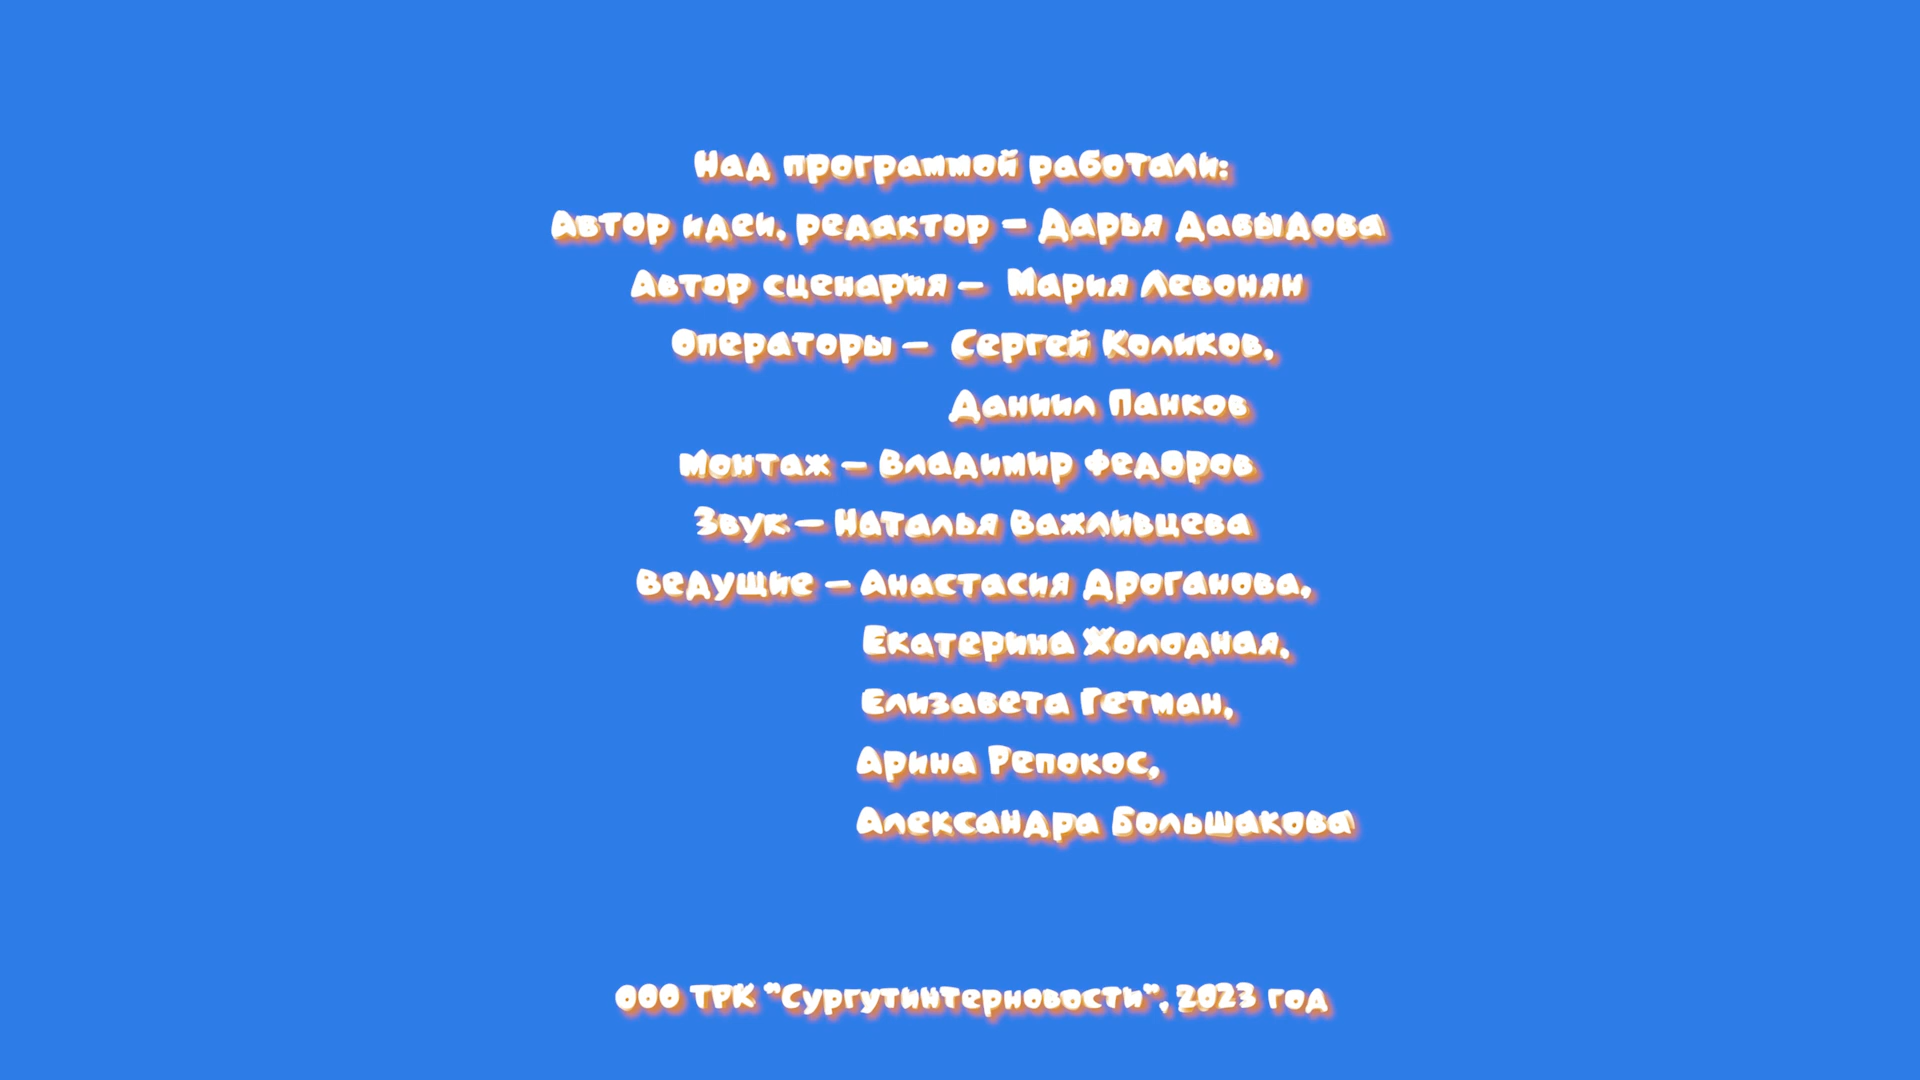 Над программой работали:
Автор идеи, редактор – Дарья Давыдова
Автор сценария – Мария Левонян
Операторы – Сергей Коликов,
Даниил Панков
Монтаж – Владимир Федоров
Звук – Наталья Важливцева
Ведущие – Анастасия Дроганова,
Екатерина Холодная,
Елизавета Гетман,
Арина Репокос,
Александра Большакова
ООО ТРК "Сургутинтерновости", 2023 год